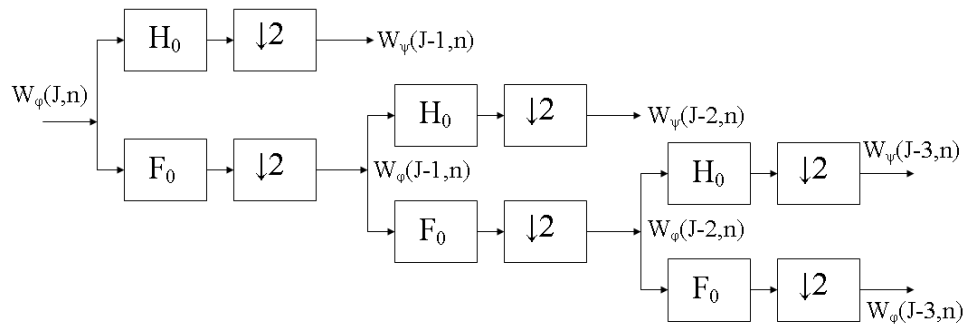 H₀ ↓2 Wψ(J-1,n)
Wφ(J,n)
H₀ ↓2 Wψ(J-2,n)
F₀ ↓2 Wφ(J-1,n)
H₀ ↓2 Wψ(J-3,n)
F₀ ↓2 Wφ(J-2,n)
F₀ ↓2 Wφ(J-3,n)